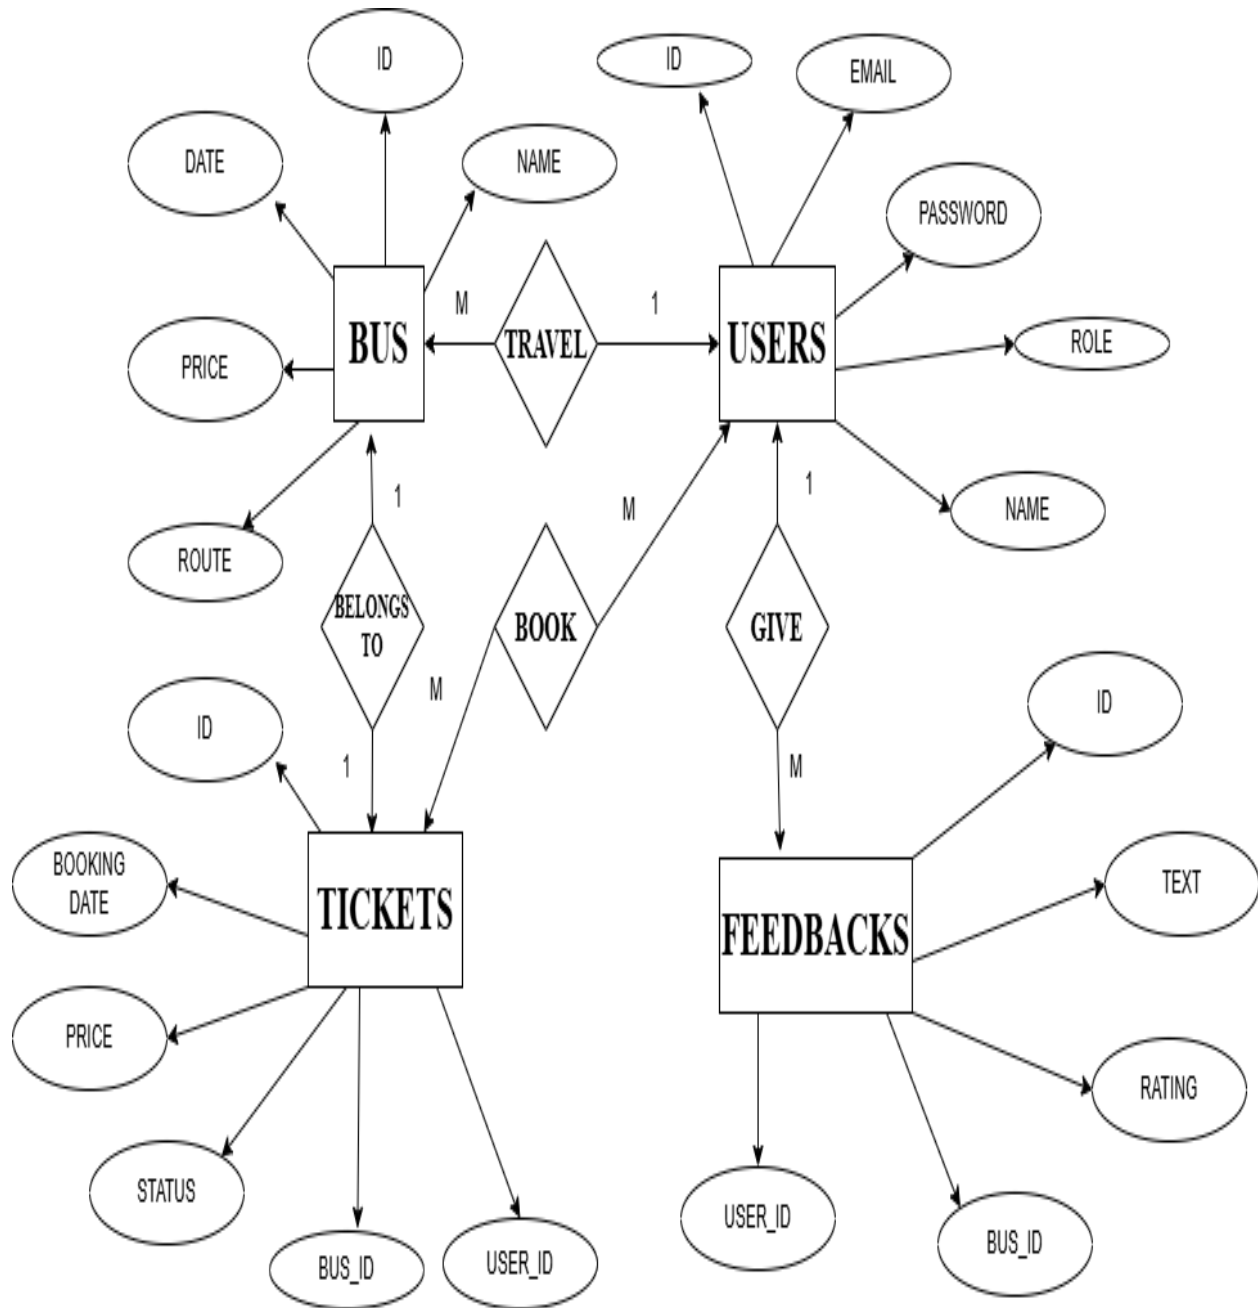 ID
ID
EMAIL
DATE
NAME
PASSWORD
M
1
BUS
TRAVEL
USERS
ROLE
PRICE
1
1
M
NAME
ROUTE
BELONGS
TO
BOOK
GIVE
M
ID
ID
1
M
BOOKING
DATE
TEXT
TICKETS
FEEDBACKS
PRICE
RATING
STATUS
USER_ID
BUS_ID
BUS_ID
USER_ID